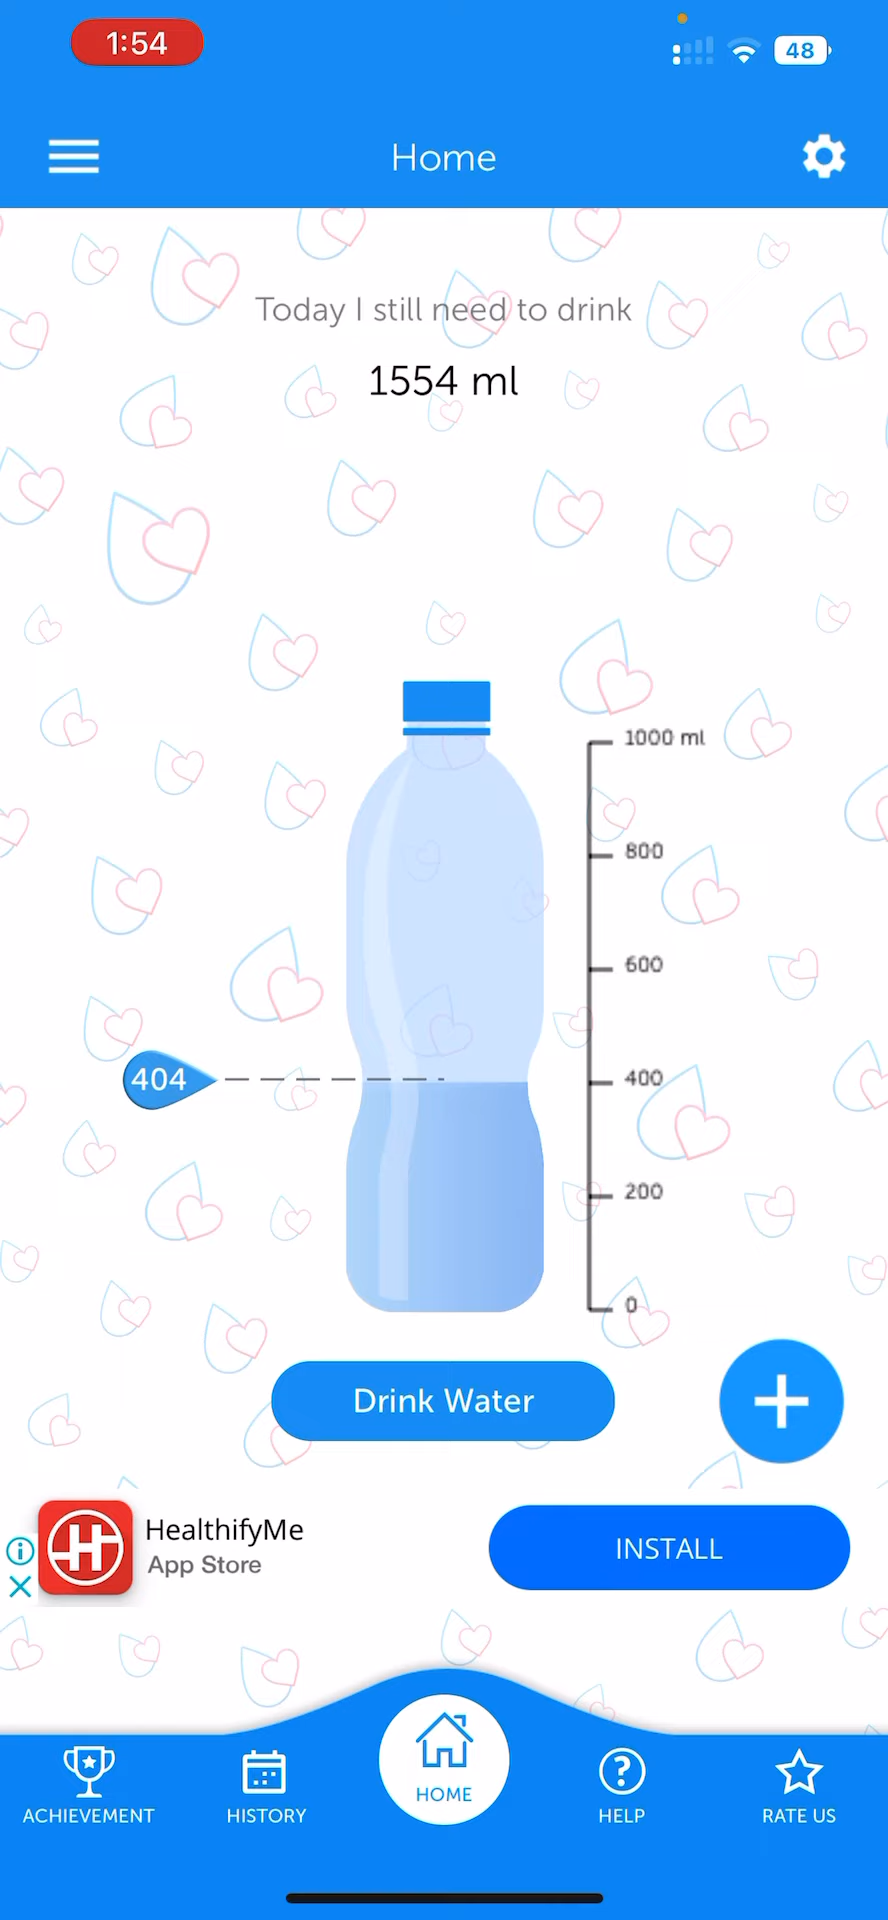 1:54
48
Home
Today I still need to drink
1554 ml
1000 ml
800
600
404
400
200
0
Drink Water
HealthifyMe
App Store
INSTALL
HOME
ACHIEVEMENT
HISTORY
HELP
RATE US